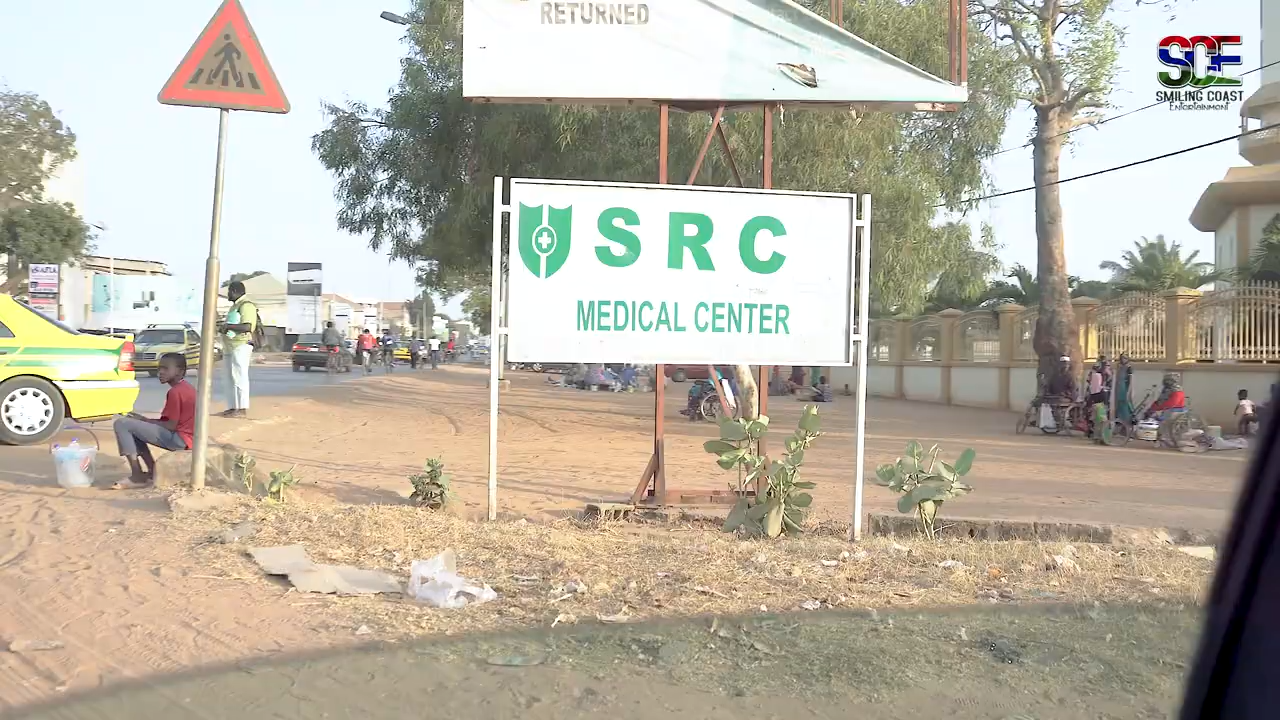 RETURNED
SCE
SMILING COAST
Entertainment
SRC
MEDICAL CENTER